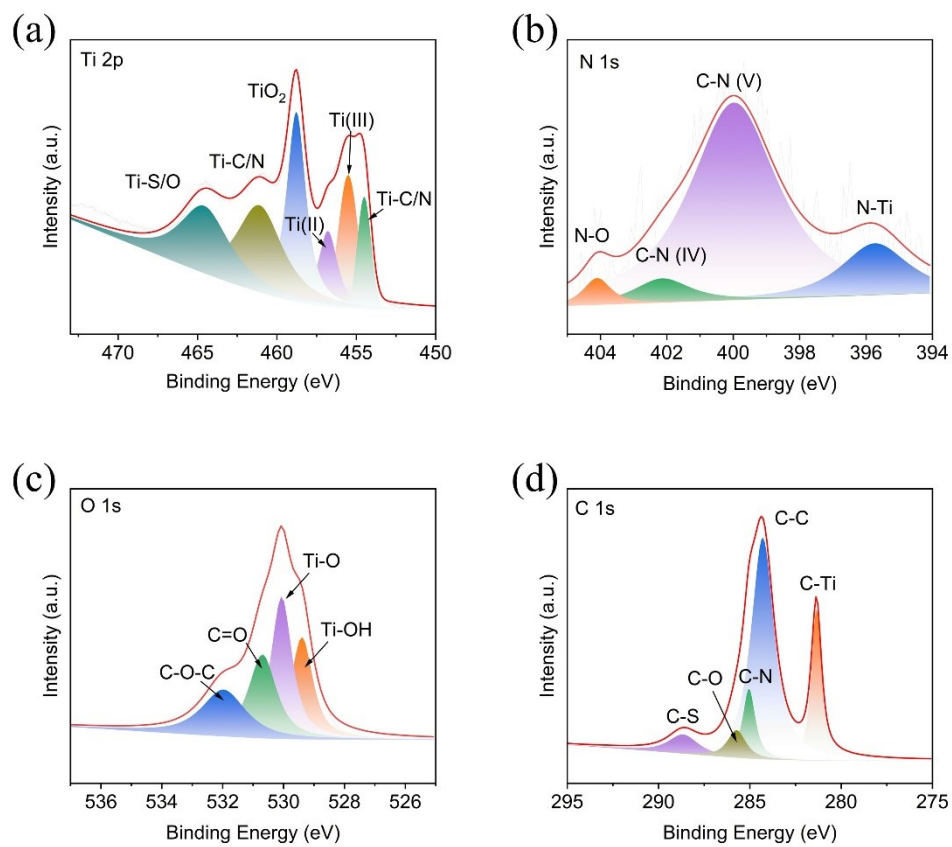 (a)
Ti 2p
TiO₂
Ti(III)
Ti-C/N
Ti-S/O
Ti(II)
Ti-C/N
Intensity (a.u.)
470 465 460 455 450
Binding Energy (eV)
(b)
N 1s
C-N (V)
N-Ti
N-O
C-N (IV)
Intensity (a.u.)
404 402 400 398 396 394
Binding Energy (eV)
(c)
O 1s
Ti-O
C=O
Ti-OH
C-O-C
Intensity (a.u.)
536 534 532 530 528 526
Binding Energy (eV)
(d)
C 1s
C-C
C-Ti
C-O
C-N
C-S
Intensity (a.u.)
295 290 285 280 275
Binding Energy (eV)